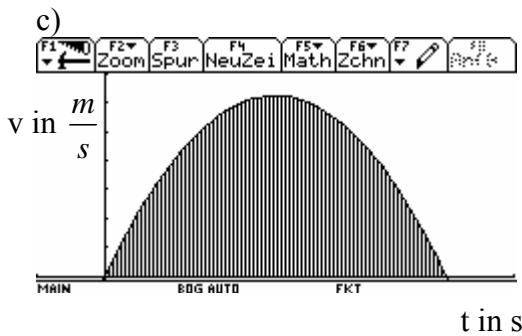 c)
F1 F2 Zoom F3 Spur F4 NeuZei F5 Math F6 Zchn F7
v in m/s
MAIN BOG AUTO FKT
t in s